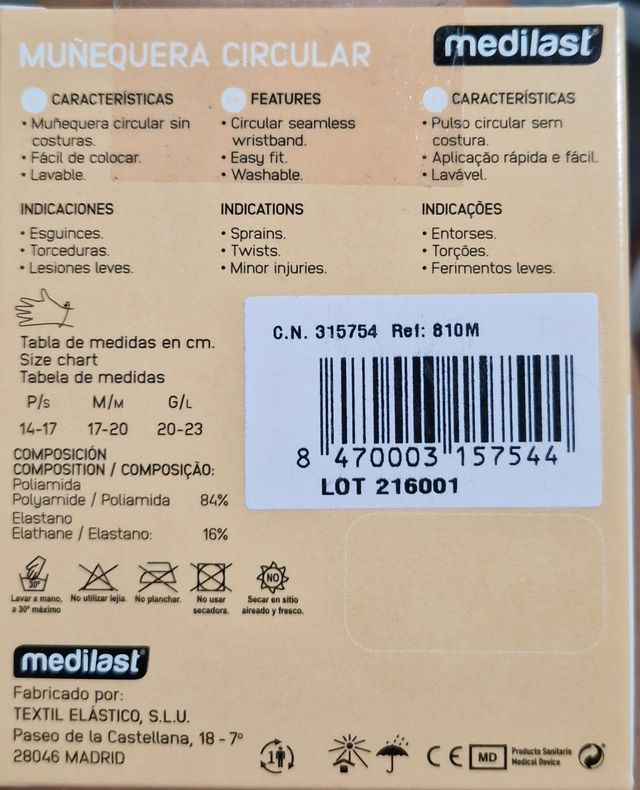 MUÑEQUERA CIRCULAR
medilast®
CARACTERÍSTICAS
• Muñequera circular sin
costuras.
• Fácil de colocar.
• Lavable.
EN FEATURES
• Circular seamless
wristband.
• Easy fit.
• Washable.
CARACTERÍSTICAS
• Pulso circular sem
costura.
• Aplicação rápida e fácil.
• Lavável.
INDICACIONES
• Esguinces.
• Torceduras.
• Lesiones leves.
INDICATIONS
• Sprains.
• Twists.
• Minor injuries.
INDICAÇÕES
• Entorses.
• Torções.
• Ferimentos leves.
Tabla de medidas en cm.
Size chart
Tabela de medidas
P/S M/M G/L
14-17 17-20 20-23
COMPOSICIÓN
COMPOSITION / COMPOSIÇÃO:
Poliamida
Polyamide / Poliamida 84%
Elastano
Elathane / Elastano: 16%
C.N. 315754 Ref: 810M
8 470003 157544
LOT 216001
30°
NO
Lavar a mano,
a 30° máximo
No utilizar lejía.
No planchar.
No usar
secadora.
Secar en sitio
aireado y fresco.
medilast®
Fabricado por:
TEXTIL ELÁSTICO, S.L.U.
Paseo de la Castellana, 18 - 7º
28046 MADRID
1
CE
MD
Producto Sanitario
Medical Device